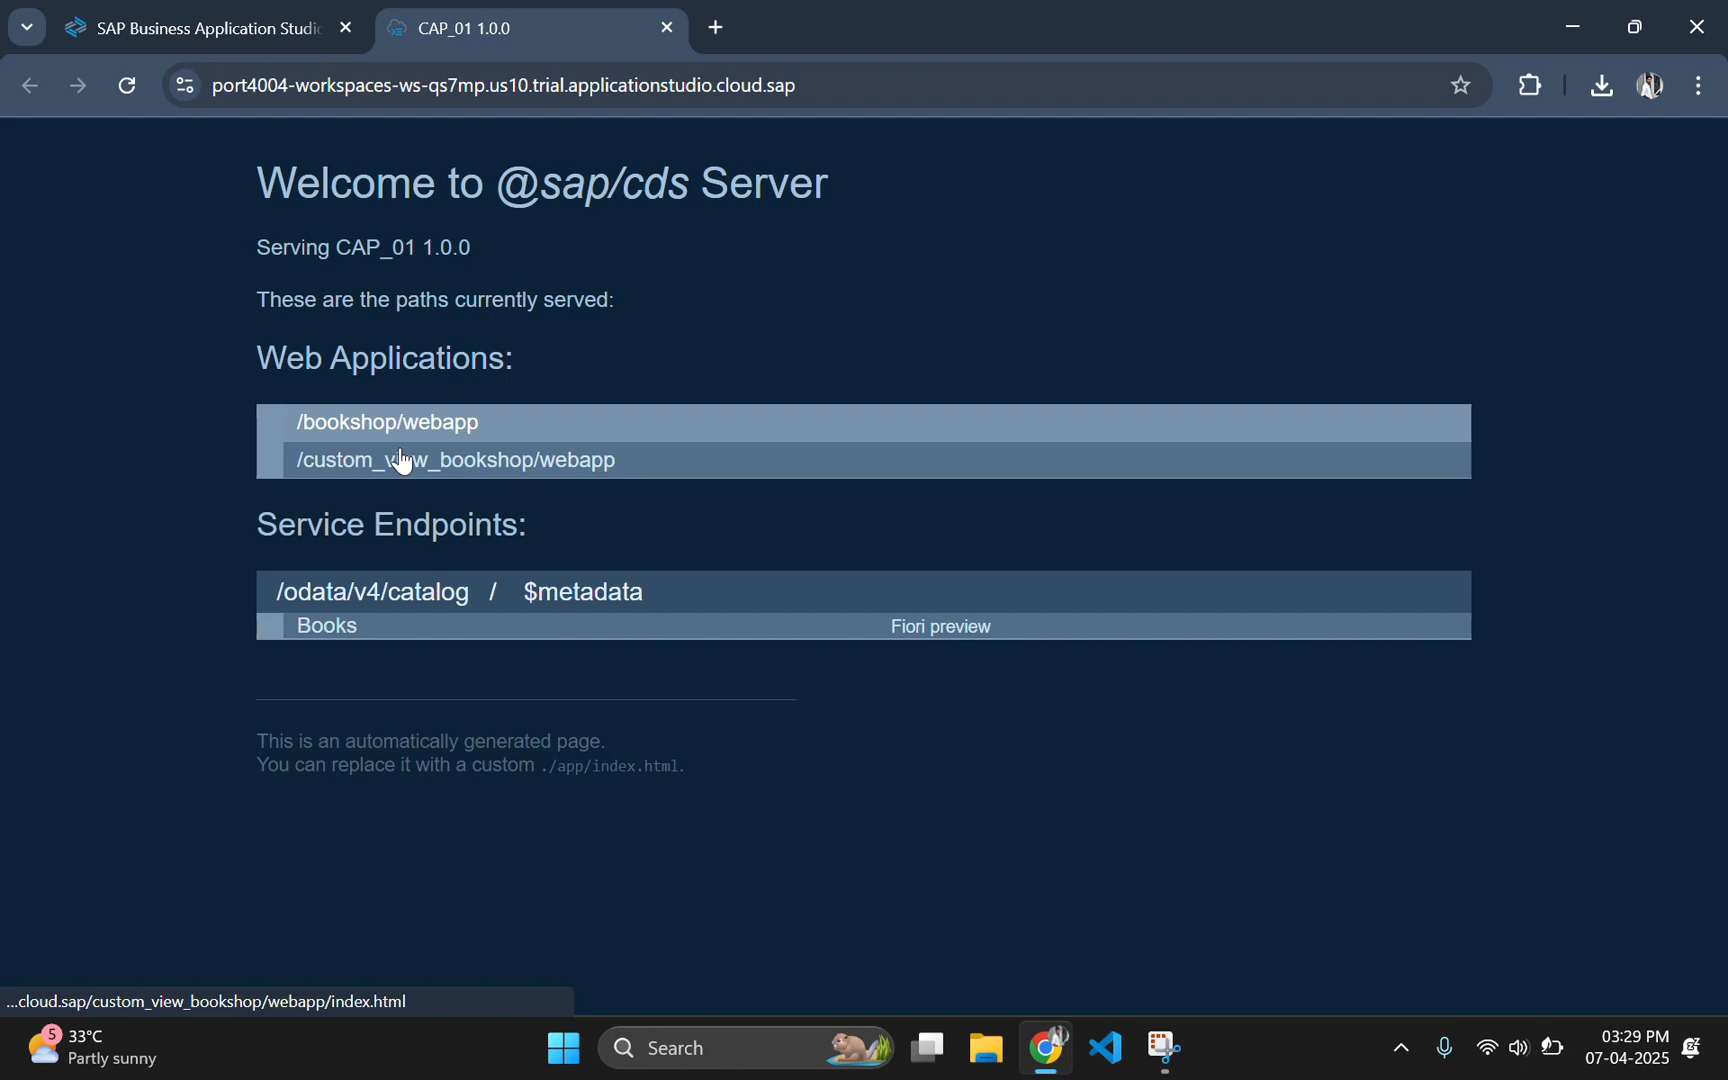 SAP Business Application Studi
CAP_01 1.0.0
port4004-workspaces-ws-qs7mp.us10.trial.applicationstudio.cloud.sap
Welcome to @sap/cds Server
Serving CAP_01 1.0.0
These are the paths currently served:
Web Applications:
/bookshop/webapp
/custom_view_bookshop/webapp
Service Endpoints:
/odata/v4/catalog / $metadata
Books Fiori preview
This is an automatically generated page.
You can replace it with a custom ./app/index.html.
...cloud.sap/custom_view_bookshop/webapp/index.html
5
33°C
Partly sunny
Search
03:29 PM
07-04-2025